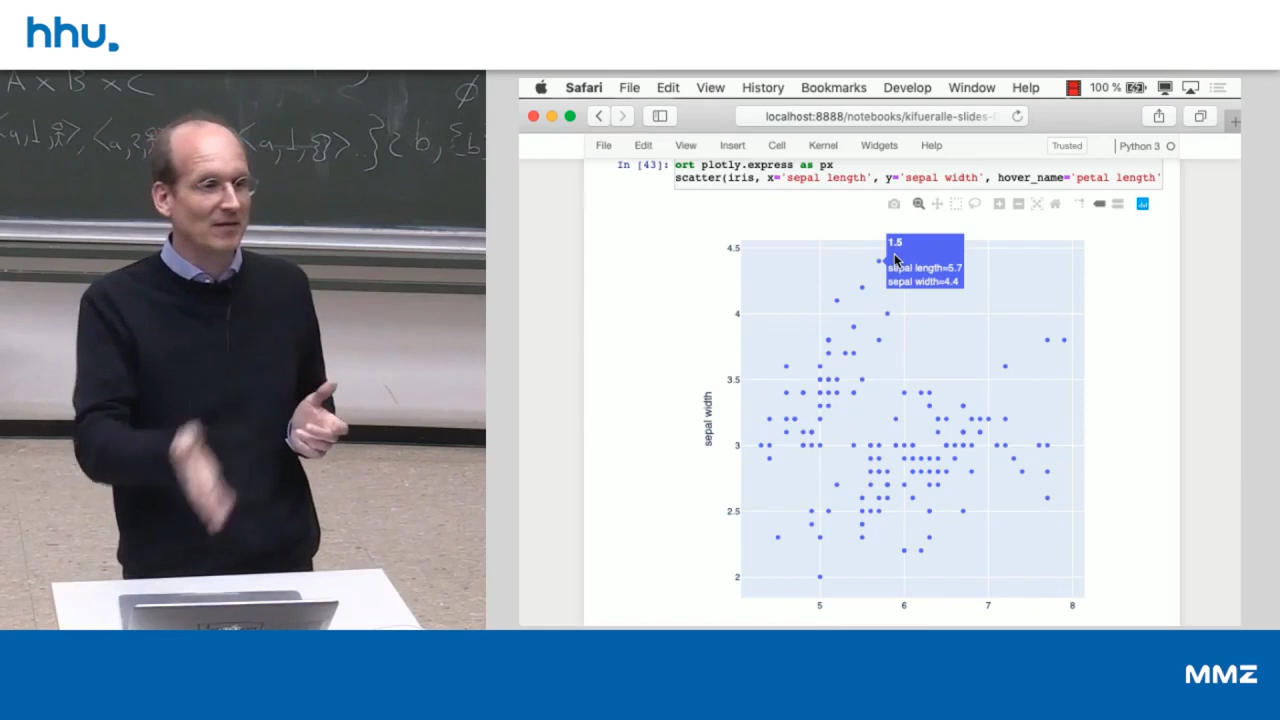 hhu.
A x B x C
Safari File Edit View History Bookmarks Develop Window Help 100 %
localhost:8888/notebooks/kifueralle-slides-
File Edit View Insert Cell Kernel Widgets Help Trusted Python 3
In [43]: ort plotly.express as px
scatter(iris, x='sepal length', y='sepal width', hover_name='petal length'
1.5
sepal length=5.7
sepal width=4.4
4.5
4
3.5
3
2.5
2
sepal width
5 6 7 8
MMZ